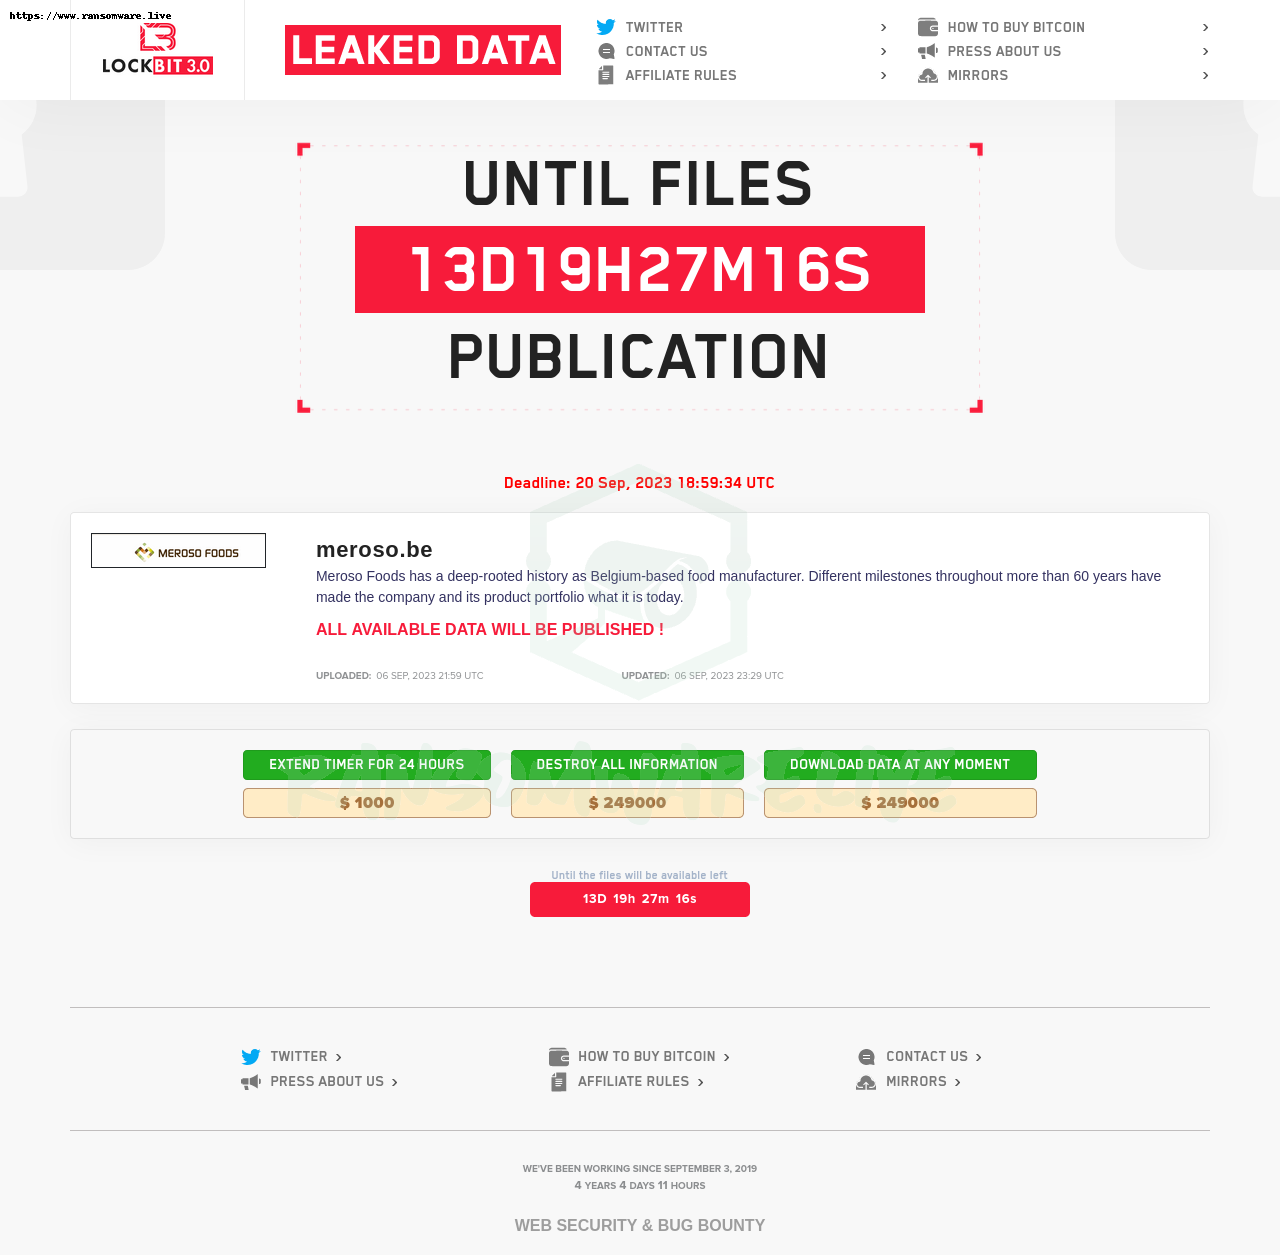 https://www.ransomware.live
LOCKBIT 3.0
LEAKED DATA
TWITTER
CONTACT US
AFFILIATE RULES
HOW TO BUY BITCOIN
PRESS ABOUT US
MIRRORS
UNTIL FILES
13D19H27M16S
PUBLICATION
Deadline: 20 Sep, 2023 18:59:34 UTC
MEROSO FOODS
meroso.be
Meroso Foods has a deep-rooted history as Belgium-based food manufacturer. Different milestones throughout more than 60 years have
made the company and its product portfolio what it is today.
ALL AVAILABLE DATA WILL BE PUBLISHED !
UPLOADED: 06 SEP, 2023 21:59 UTC
UPDATED: 06 SEP, 2023 23:29 UTC
EXTEND TIMER FOR 24 HOURS
$ 1000
DESTROY ALL INFORMATION
$ 249000
DOWNLOAD DATA AT ANY MOMENT
$ 249000
RANSOMWARE.LIVE
Until the files will be available left
13D 19h 27m 16s
TWITTER
HOW TO BUY BITCOIN
CONTACT US
PRESS ABOUT US
AFFILIATE RULES
MIRRORS
WE'VE BEEN WORKING SINCE SEPTEMBER 3, 2019
4 YEARS 4 DAYS 11 HOURS
WEB SECURITY & BUG BOUNTY